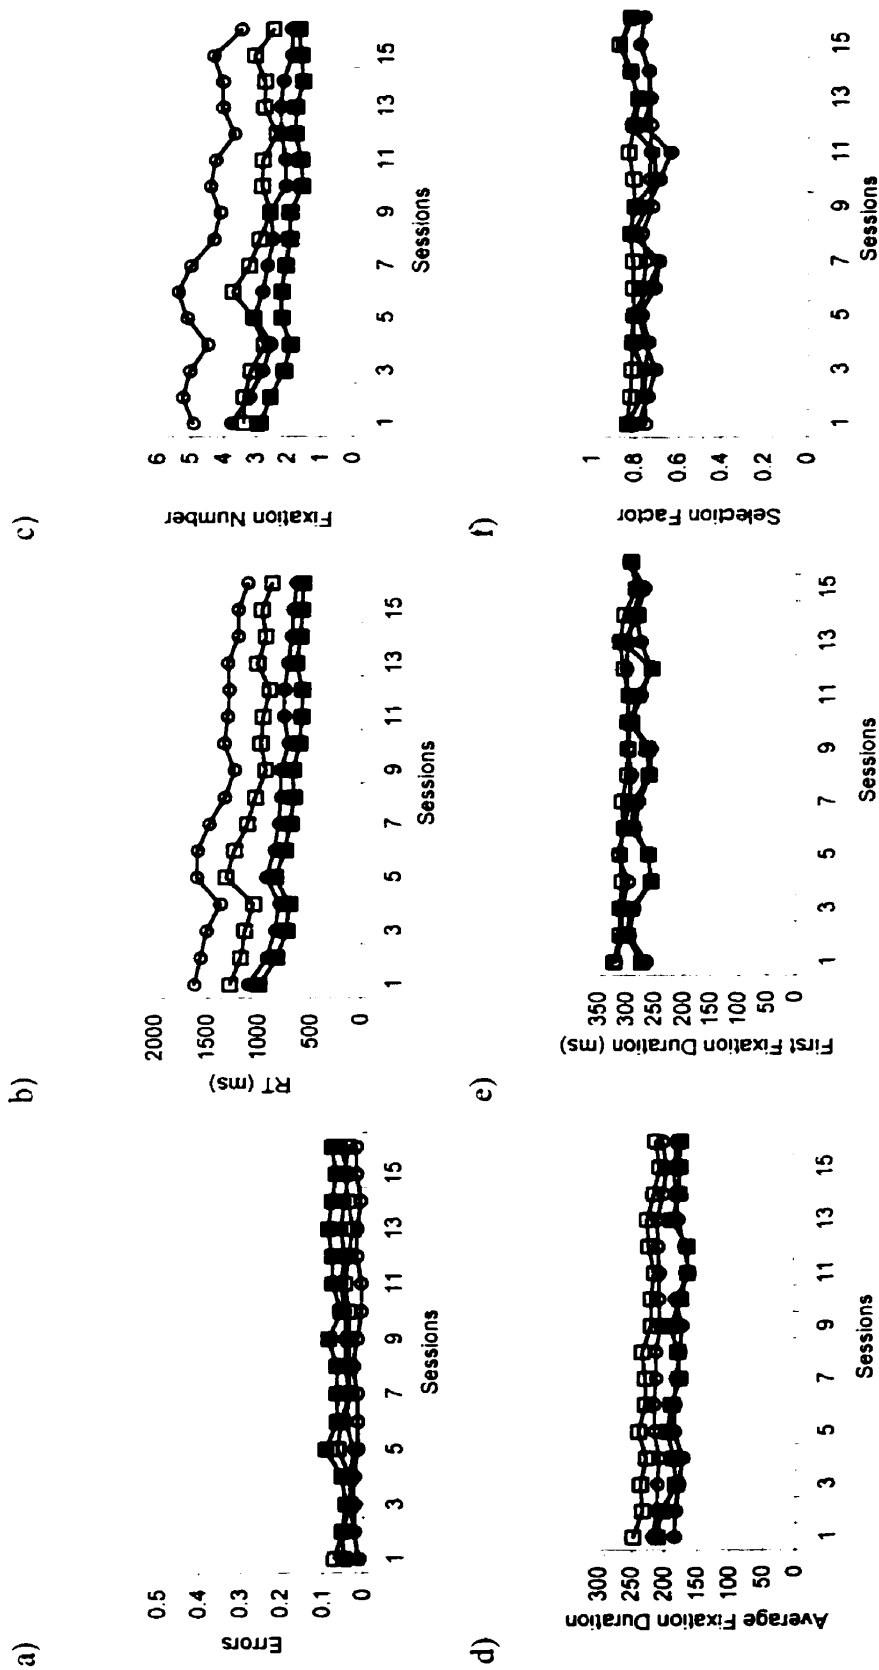 a)
Errors
0.5
0.4
0.3
0.2
0.1
0
1 3 5 7 9 11 13 15
Sessions
b)
RT (ms)
2000
1500
1000
500
0
1 3 5 7 9 11 13 15
Sessions
c)
Fixation Number
6
5
4
3
2
1
0
1 3 5 7 9 11 13 15
Sessions
d)
Average Fixation Duration
300
250
200
150
100
50
0
1 3 5 7 9 11 13 15
Sessions
e)
First Fixation Duration (ms)
350
300
250
200
150
100
50
0
1 3 5 7 9 11 13 15
Sessions
f)
Selection Factor
1
0.8
0.6
0.4
0.2
0
1 3 5 7 9 11 13 15
Sessions